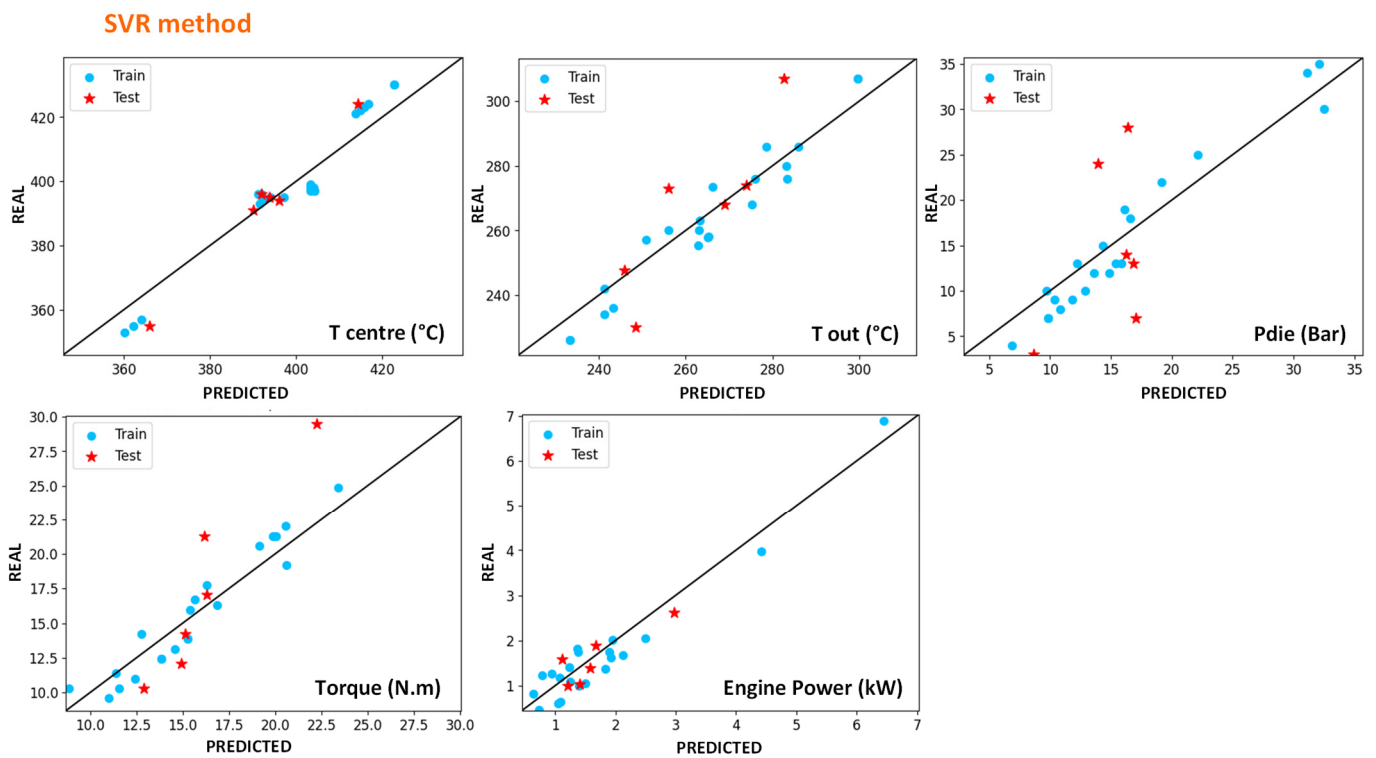 SVR method
Train
Test
420
400
380
360
REAL
360
380
400
420
T centre (°C)
PREDICTED
Train
Test
300
280
260
240
REAL
240
260
280
300
T out (°C)
PREDICTED
Train
Test
35
30
25
20
15
10
5
REAL
5
10
15
20
25
30
35
Pdie (Bar)
PREDICTED
Train
Test
30.0
27.5
25.0
22.5
20.0
17.5
15.0
12.5
10.0
REAL
10.0
12.5
15.0
17.5
20.0
22.5
25.0
27.5
30.0
Torque (N.m)
PREDICTED
Train
Test
7
6
5
4
3
2
1
REAL
1
2
3
4
5
6
7
Engine Power (kW)
PREDICTED